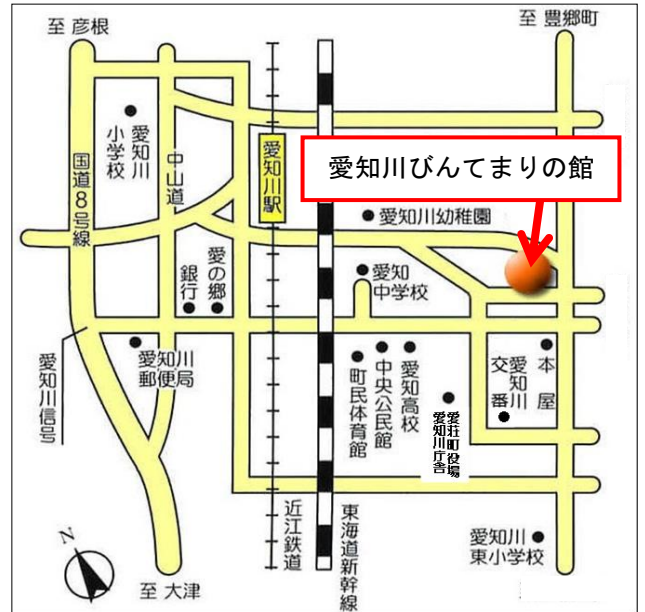 至 彦根
至 豊郷町
愛知川
小学校
国道8号線
中山道
愛知川駅
愛知川びんてまりの館
愛知川幼稚園
愛の郷
銀行
愛知
中学校
愛知川信号
愛知川
郵便局
町民体育館
中央公民館
愛知高校
愛荘町役場
愛知川庁舎
愛知川
交番
本屋
近江鉄道
東海道新幹線
愛知川
東小学校
N
至 大津